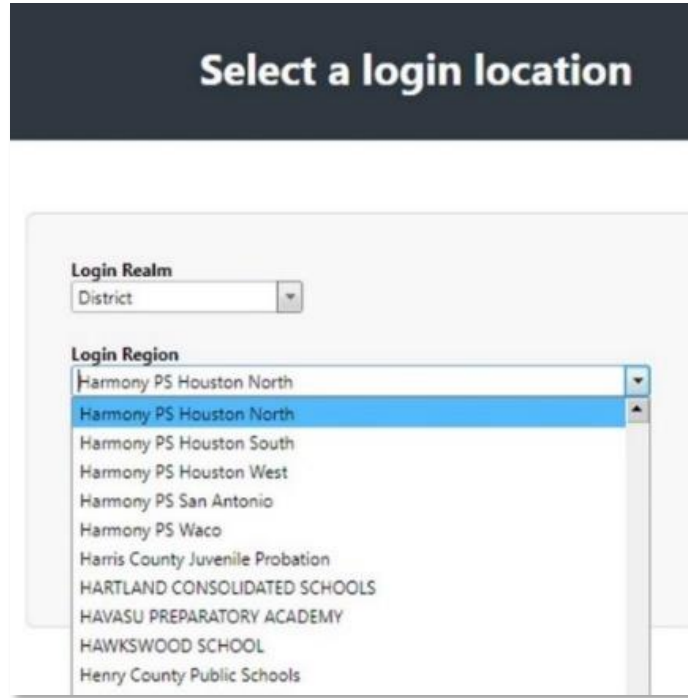 Select a login location
Login Realm
District
Login Region
Harmony PS Houston North
Harmony PS Houston North
Harmony PS Houston South
Harmony PS Houston West
Harmony PS San Antonio
Harmony PS Waco
Harris County Juvenile Probation
HARTLAND CONSOLIDATED SCHOOLS
HAVASU PREPARATORY ACADEMY
HAWKSWOOD SCHOOL
Henry County Public Schools